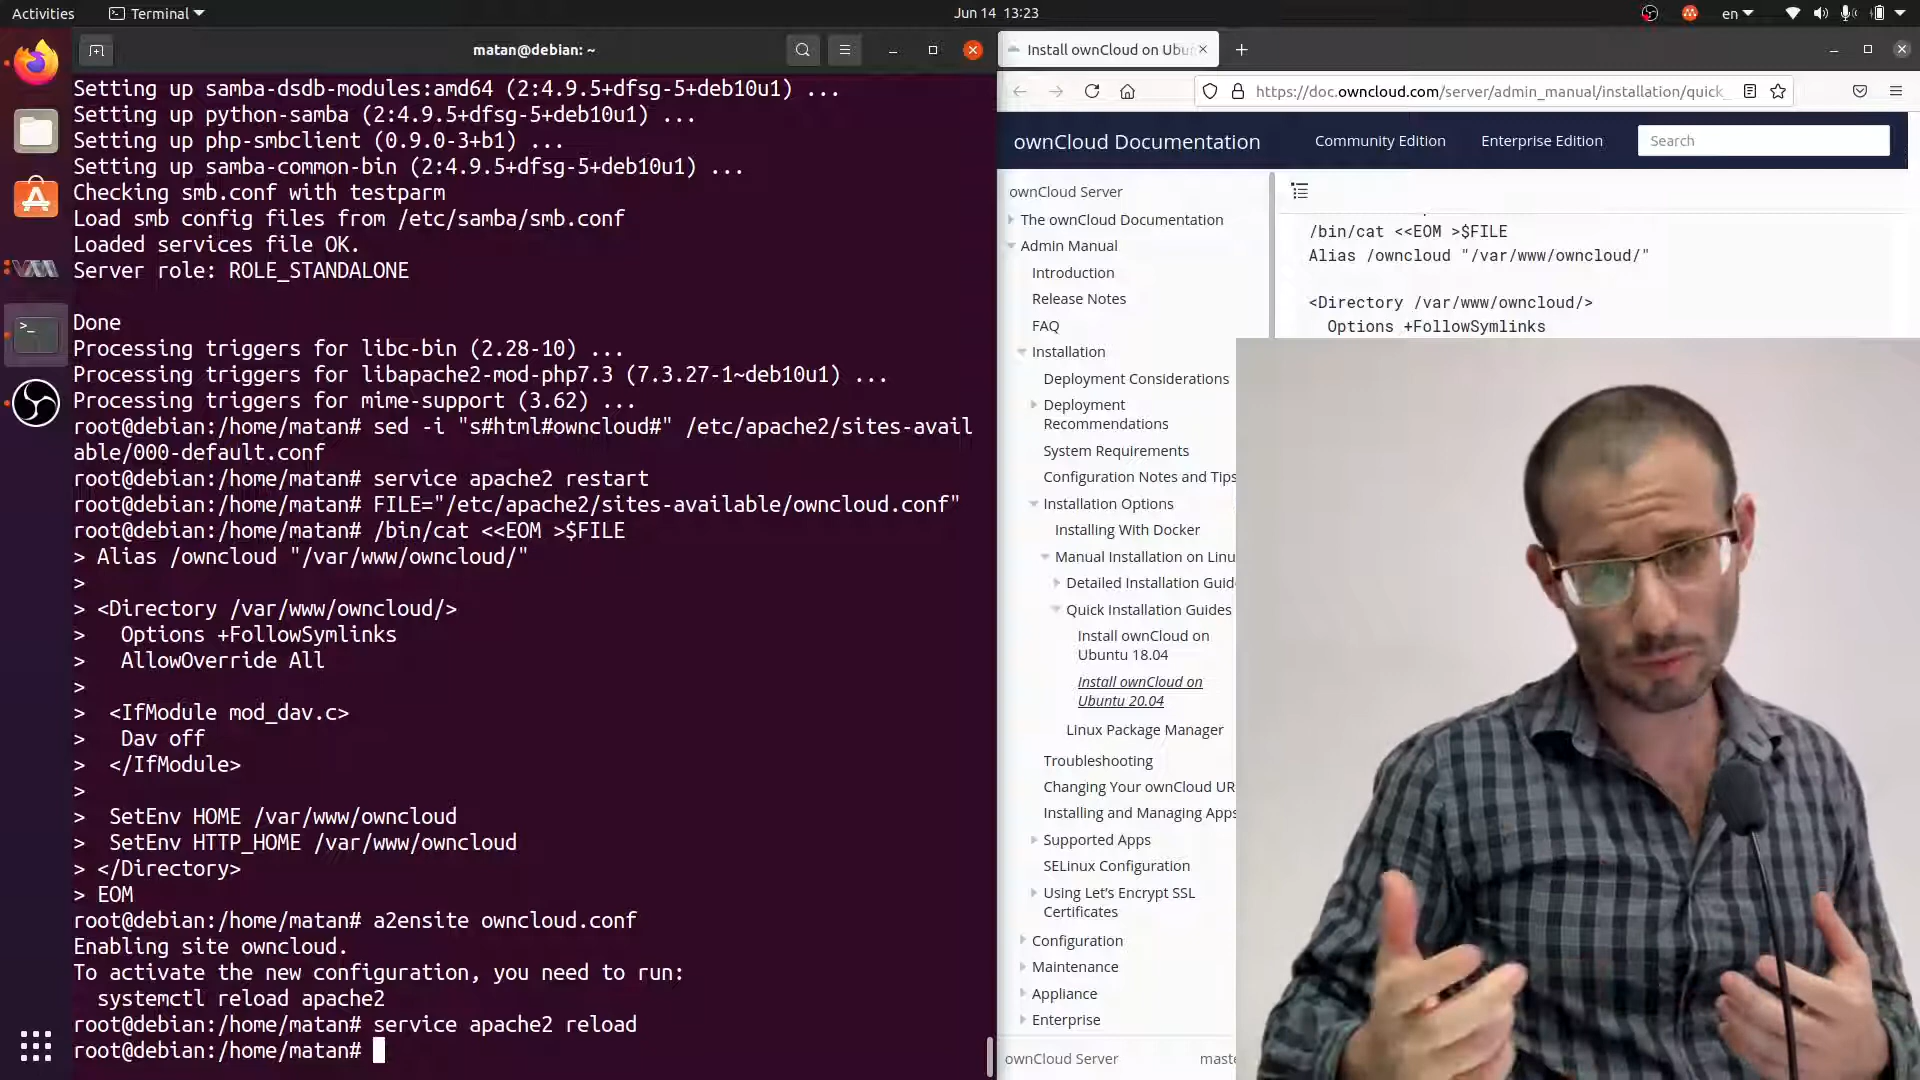 Activities
Terminal
Jun 14 13:23
en
matan@debian: ~
Setting up samba-dsdb-modules:amd64 (2:4.9.5+dfsg-5+deb10u1) ...
Setting up python-samba (2:4.9.5+dfsg-5+deb10u1) ...
Setting up php-smbclient (0.9.0-3+b1) ...
Setting up samba-common-bin (2:4.9.5+dfsg-5+deb10u1) ...
Checking smb.conf with testparm
Load smb config files from /etc/samba/smb.conf
Loaded services file OK.
Server role: ROLE_STANDALONE
Done
Processing triggers for libc-bin (2.28-10) ...
Processing triggers for libapache2-mod-php7.3 (7.3.27-1~deb10u1) ...
Processing triggers for mime-support (3.62) ...
root@debian:/home/matan# sed -i "s#html#owncloud#" /etc/apache2/sites-avail
able/000-default.conf
root@debian:/home/matan# service apache2 restart
root@debian:/home/matan# FILE="/etc/apache2/sites-available/owncloud.conf"
root@debian:/home/matan# /bin/cat <<EOM >$FILE
> Alias /owncloud "/var/www/owncloud/"
>
> <Directory /var/www/owncloud/>
>   Options +FollowSymlinks
>   AllowOverride All
>
>  <IfModule mod_dav.c>
>   Dav off
>  </IfModule>
>
>  SetEnv HOME /var/www/owncloud
>  SetEnv HTTP_HOME /var/www/owncloud
> </Directory>
> EOM
root@debian:/home/matan# a2ensite owncloud.conf
Enabling site owncloud.
To activate the new configuration, you need to run:
  systemctl reload apache2
root@debian:/home/matan# service apache2 reload
root@debian:/home/matan#
Install ownCloud on Ubu
https://doc.owncloud.com/server/admin_manual/installation/quick_
ownCloud Documentation
Community Edition
Enterprise Edition
Search
ownCloud Server
The ownCloud Documentation
Admin Manual
Introduction
Release Notes
FAQ
Installation
Deployment Considerations
Deployment
Recommendations
System Requirements
Configuration Notes and Tips
Installation Options
Installing With Docker
Manual Installation on Linu
Detailed Installation Guid
Quick Installation Guides
Install ownCloud on
Ubuntu 18.04
Install ownCloud on
Ubuntu 20.04
Linux Package Manager
Troubleshooting
Changing Your ownCloud UR
Installing and Managing Apps
Supported Apps
SELinux Configuration
Using Let's Encrypt SSL
Certificates
Configuration
Maintenance
Appliance
Enterprise
ownCloud Server
maste
/bin/cat <<EOM >$FILE
Alias /owncloud "/var/www/owncloud/"
<Directory /var/www/owncloud/>
  Options +FollowSymlinks